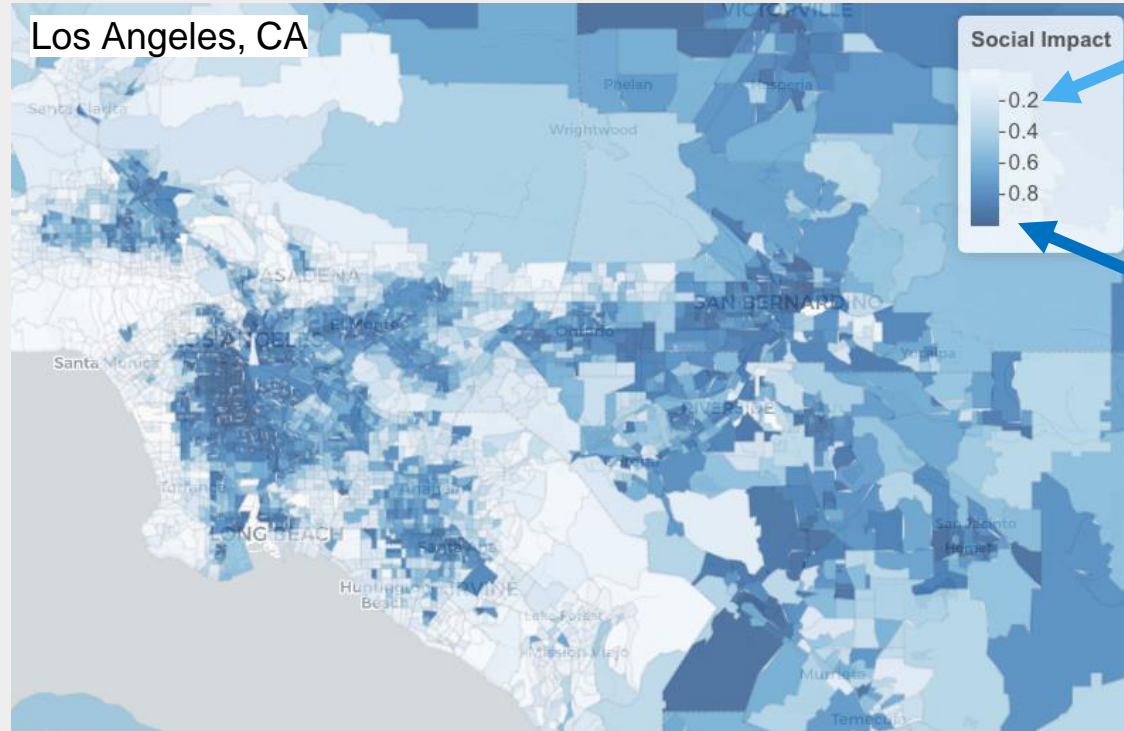 Los Angeles, CA
VICTORVILLE
Social Impact
0.2
0.4
0.6
0.8
Santa Clarita
Phelan
Hesperia
Wrightwood
PASADENA
LOS ANGELES
El Monte
Ontario
SAN BERNARDINO
Santa Monica
Yucaipa
RIVERSIDE
Torrance
Anaheim
LONG BEACH
Santa Ana
San Jacinto
Hemet
Huntington
Beach
IRVINE
Lake Forest
Mission Viejo
Murrieta
Temecula